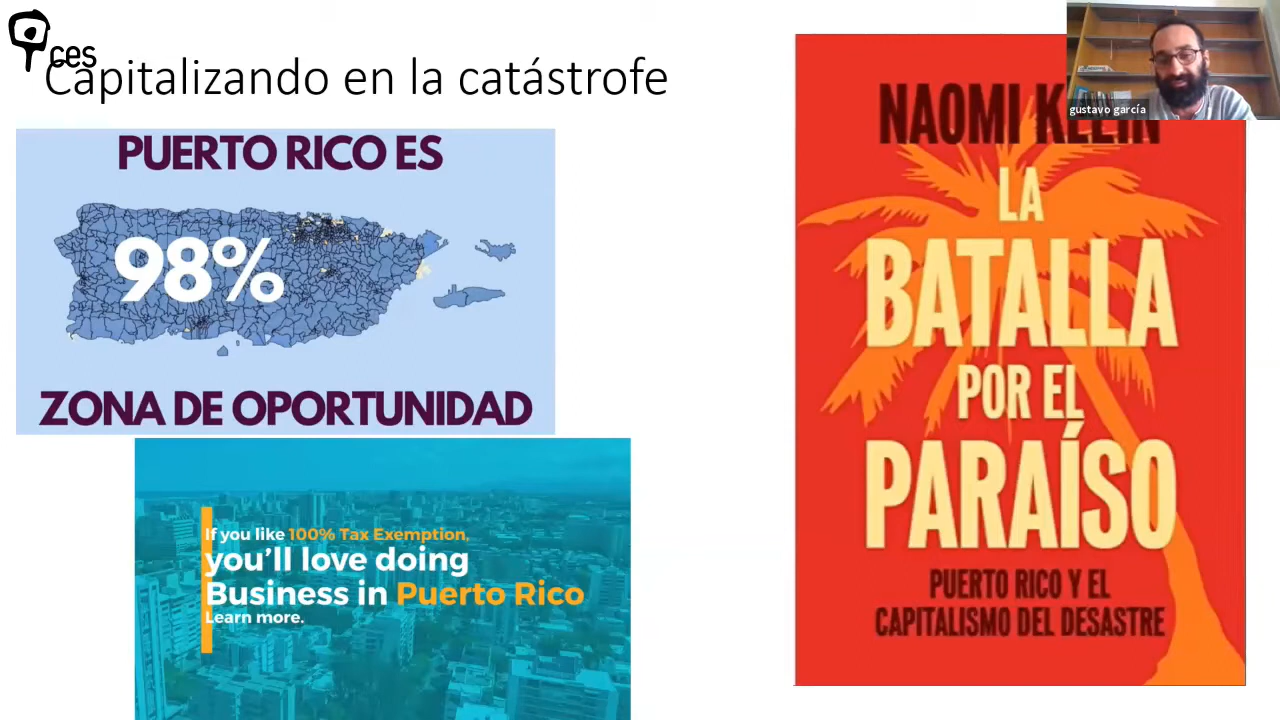 ces
Capitalizando en la catástrofe
PUERTO RICO ES
98%
ZONA DE OPORTUNIDAD
If you like 100% Tax Exemption,
you'll love doing
Business in Puerto Rico
Learn more.
NAOMI KLEIN
LA
BATALLA
POR EL
PARAÍSO
PUERTO RICO Y EL
CAPITALISMO DEL DESASTRE
gustavo garcía